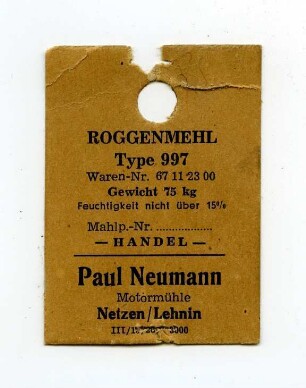 ROGGENMEHL
Type 997
Waren-Nr. 67 11 23 00
Gewicht 75 kg
Feuchtigkeit nicht über 15%
Mahlp.-Nr. ..................
— HANDEL —
Paul Neumann
Motormühle
Netzen/Lehnin
3000